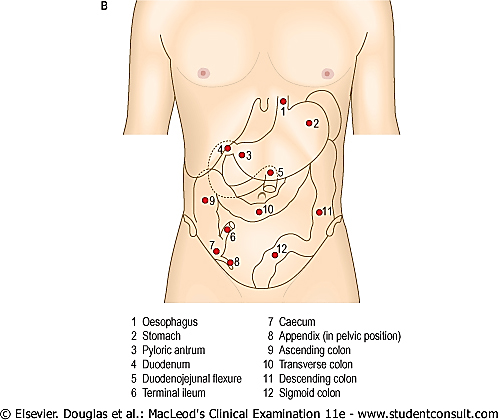 B
1
2
4
3
5
9
10
11
6
7
12
8
1 Oesophagus
2 Stomach
3 Pyloric antrum
4 Duodenum
5 Duodenojejunal flexure
6 Terminal ileum
7 Caecum
8 Appendix (in pelvic position)
9 Ascending colon
10 Transverse colon
11 Descending colon
12 Sigmoid colon
© Elsevier. Douglas et al.: MacLeod's Clinical Examination 11e - www.studentconsult.com